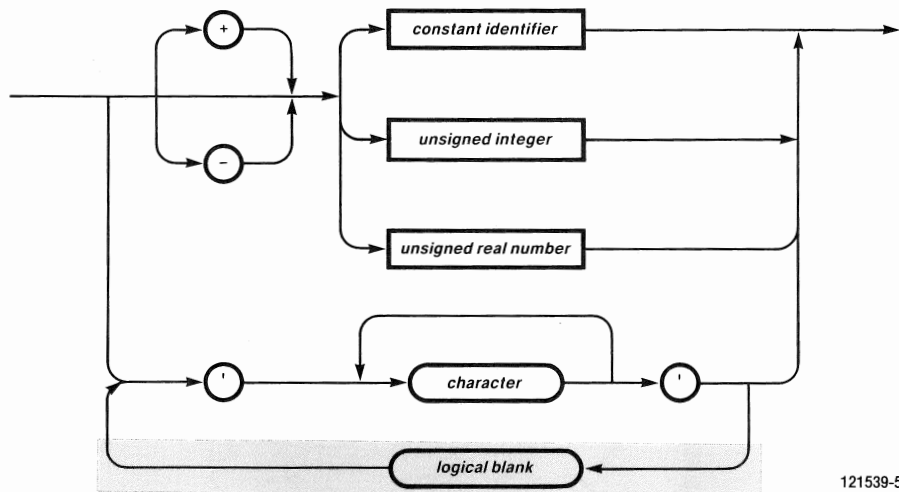 +
constant identifier
−
unsigned integer
unsigned real number
'
character
'
logical blank
121539-5